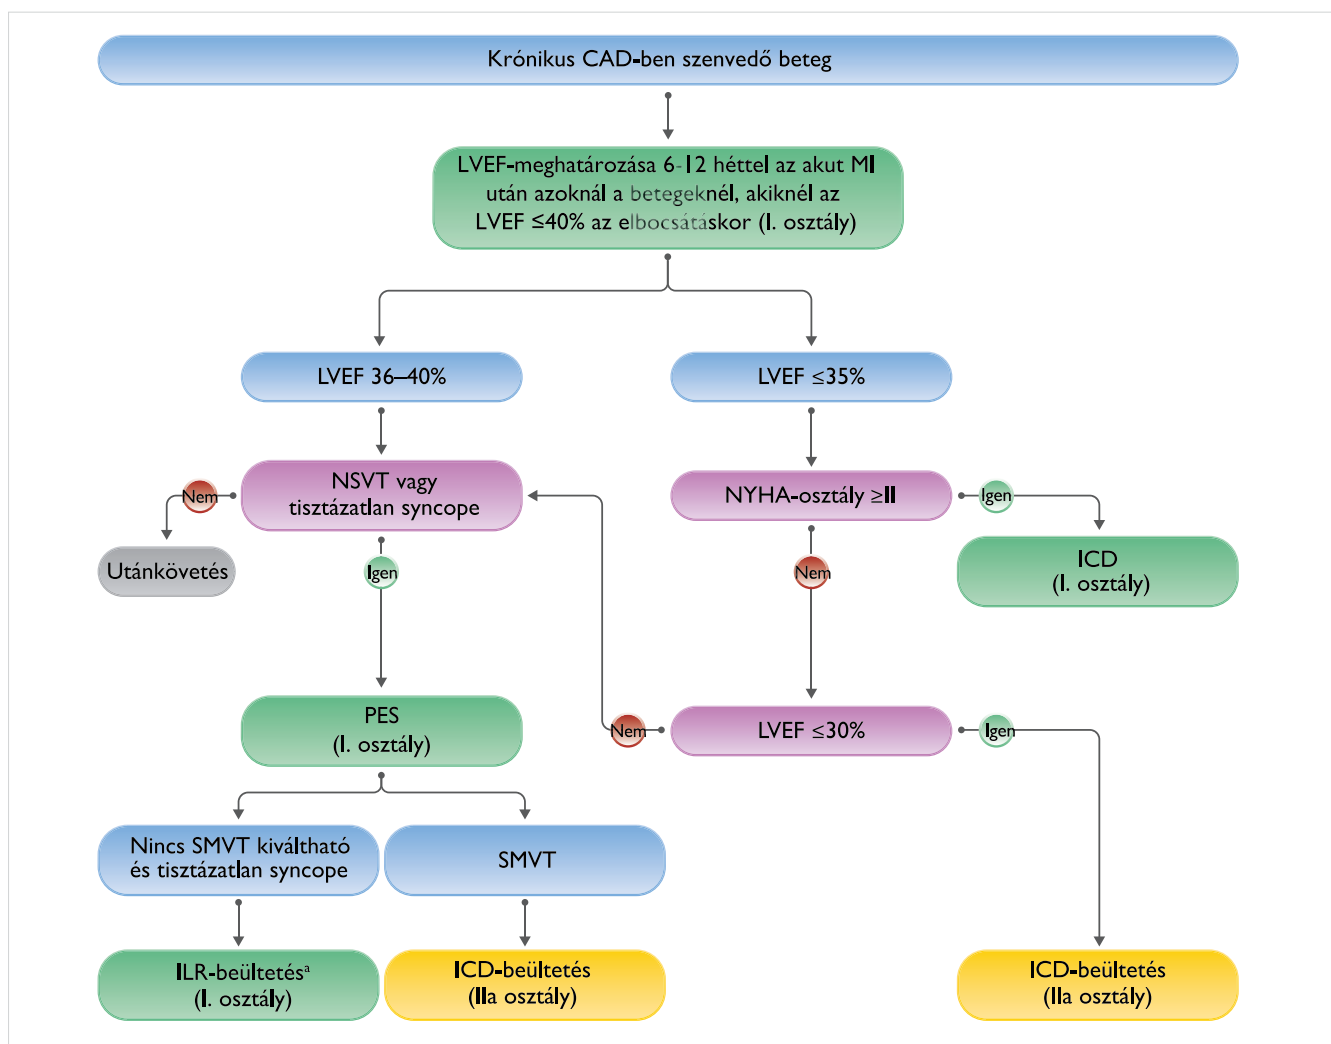 Krónikus CAD-ben szenvedő beteg
LVEF-meghatározása 6-12 héttel az akut MI
után azoknál a betegeknél, akiknél az
LVEF ≤40% az elbocsátáskor (I. osztály)
LVEF 36–40%
LVEF ≤35%
NSVT vagy
tisztázatlan syncope
Nem
NYHA-osztály ≥II
Igen
Utánkövetés
Igen
Nem
ICD
(I. osztály)
PES
(I. osztály)
Nem
LVEF ≤30%
Igen
Nincs SMVT kiváltható
és tisztázatlan syncope
SMVT
ILR-beültetésᵃ
(I. osztály)
ICD-beültetés
(IIa osztály)
ICD-beültetés
(IIa osztály)